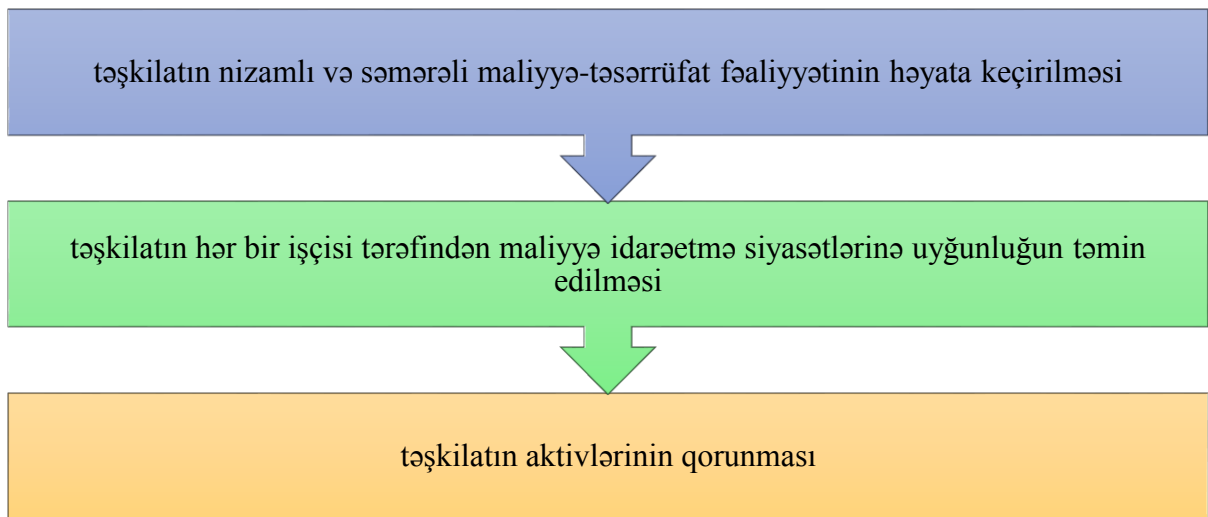 təşkilatın nizamlı və səmərəli maliyyə-təsərrüfat fəaliyyətinin həyata keçirilməsi
təşkilatın hər bir işçisi tərəfindən maliyyə idarəetmə siyasətlərinə uyğunluğun təmin
edilməsi
təşkilatın aktivlərinin qorunması